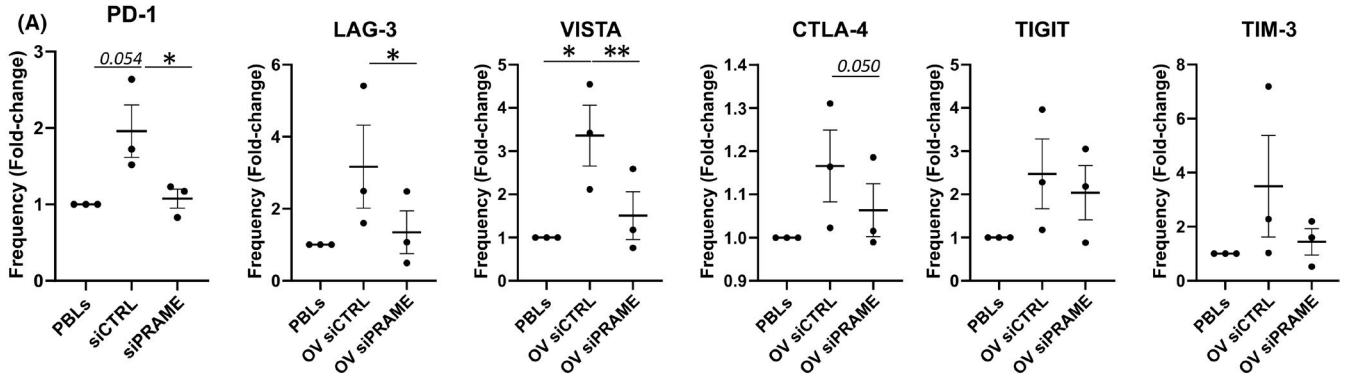 (A)
PD-1
Frequency (Fold-change)
3
2
1
0
0.054
*
PBLs
siCTRL
siPRAME
LAG-3
Frequency (Fold-change)
6
4
2
0
*
PBLs
OV siCTRL
OV siPRAME
VISTA
Frequency (Fold-change)
5
4
3
2
1
0
*
**
PBLs
OV siCTRL
OV siPRAME
CTLA-4
Frequency (Fold-change)
1.4
1.3
1.2
1.1
1.0
0.9
0.050
PBLs
OV siCTRL
OV siPRAME
TIGIT
Frequency (Fold-change)
5
4
3
2
1
0
PBLs
OV siCTRL
OV siPRAME
TIM-3
Frequency (Fold-change)
8
6
4
2
0
PBLs
OV siCTRL
OV siPRAME